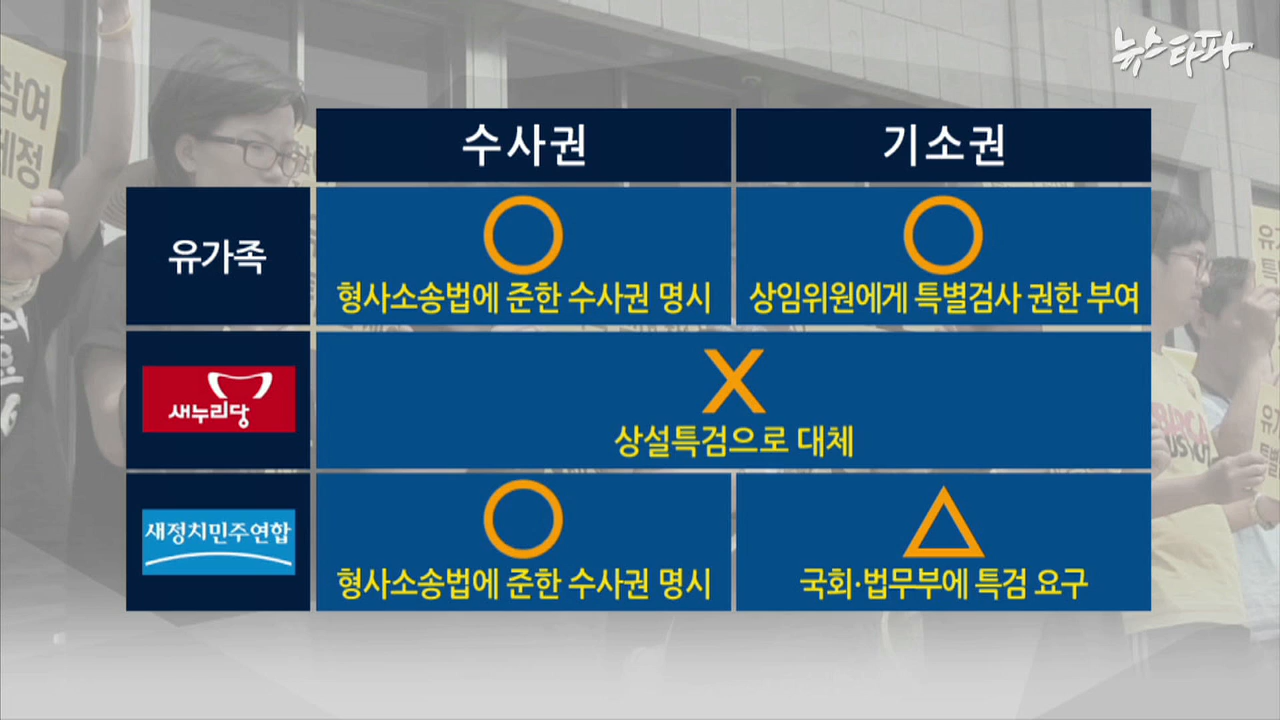 뉴스타파
참여
제정
수사권
기소권
유가족
형사소송법에 준한 수사권 명시
상임위원에게 특별검사 권한 부여
새누리당
X
상설특검으로 대체
새정치민주연합
형사소송법에 준한 수사권 명시
국회·법무부에 특검 요구